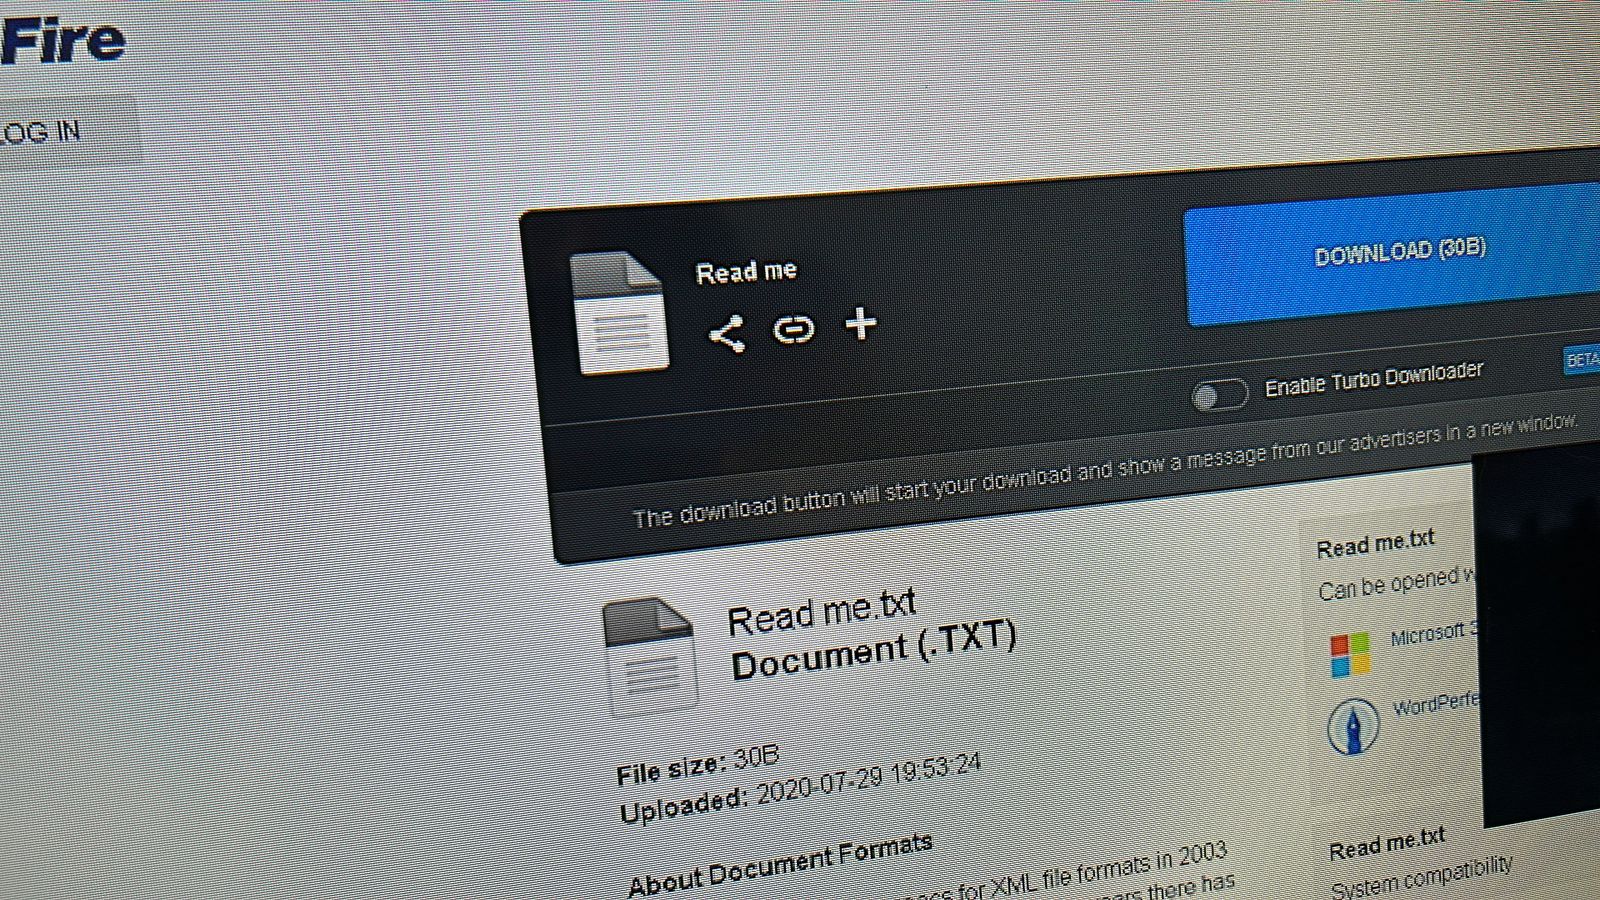 Fire
LOG IN
Read me
DOWNLOAD (30B)
Enable Turbo Downloader
BETA
The download button will start your download and show a message from our advertisers in a new window.
Read me.txt
Document (.TXT)
File size: 30B
Uploaded: 2020-07-29 19:53:24
About Document Formats
for XML file formats in 2003
there has
Read me.txt
Can be opened
Microsoft
WordPerfe
Read me.txt
System compatibility